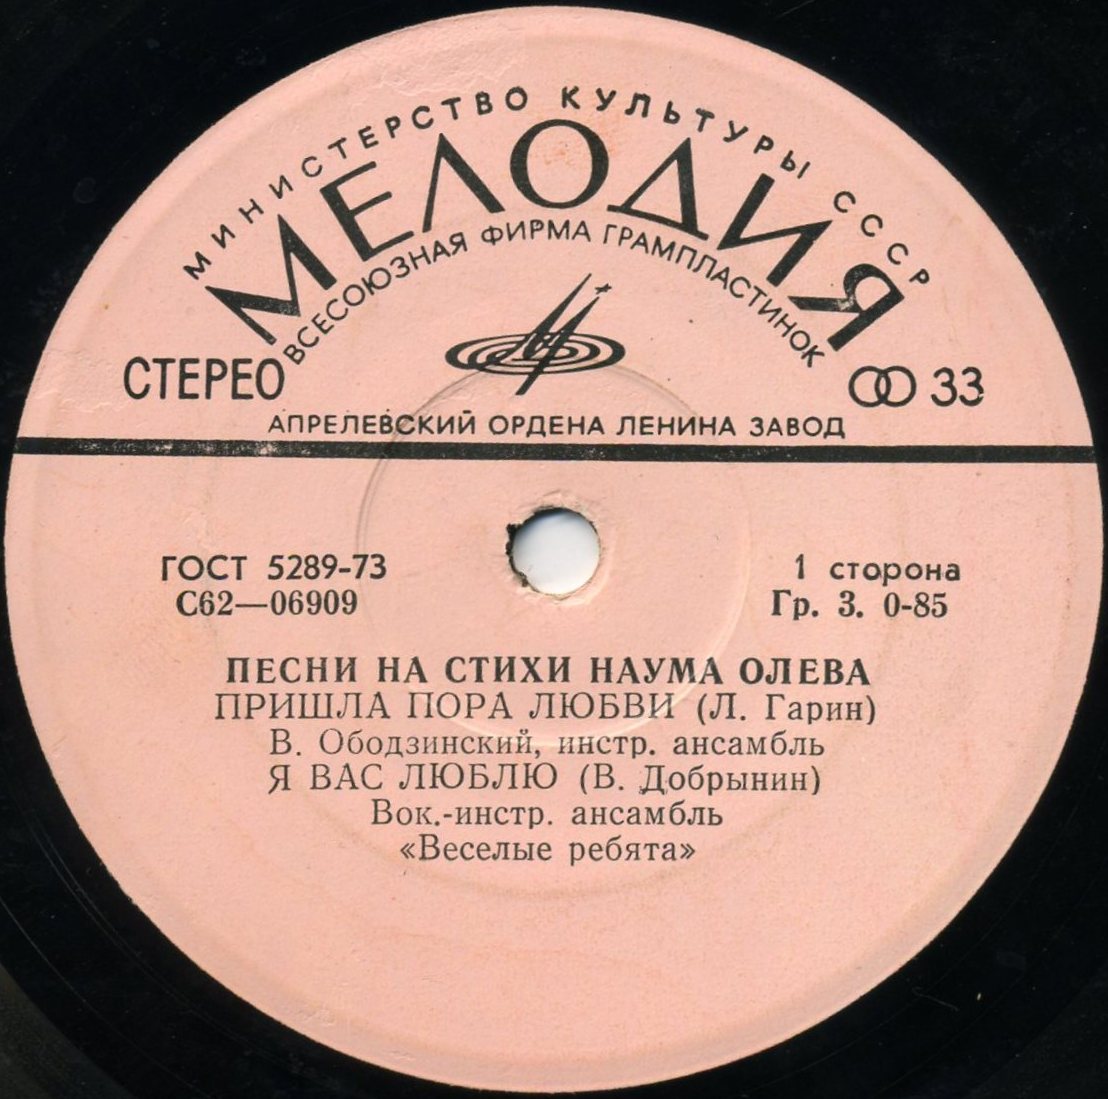 МИНИСТЕРСТВО КУЛЬТУРЫ СССР
МЕЛОДИЯ
ВСЕСОЮЗНАЯ ФИРМА ГРАМПЛАСТИНОК
СТЕРЕО
33
АПРЕЛЕВСКИЙ ОРДЕНА ЛЕНИНА ЗАВОД
ГОСТ 5289-73
1 сторона
С62—06909
Гр. 3. 0-85
ПЕСНИ НА СТИХИ НАУМА ОЛЕВА
ПРИШЛА ПОРА ЛЮБВИ (Л. Гарин)
В. Ободзинский, инстр. ансамбль
Я ВАС ЛЮБЛЮ (В. Добрынин)
Вок.-инстр. ансамбль
«Веселые ребята»